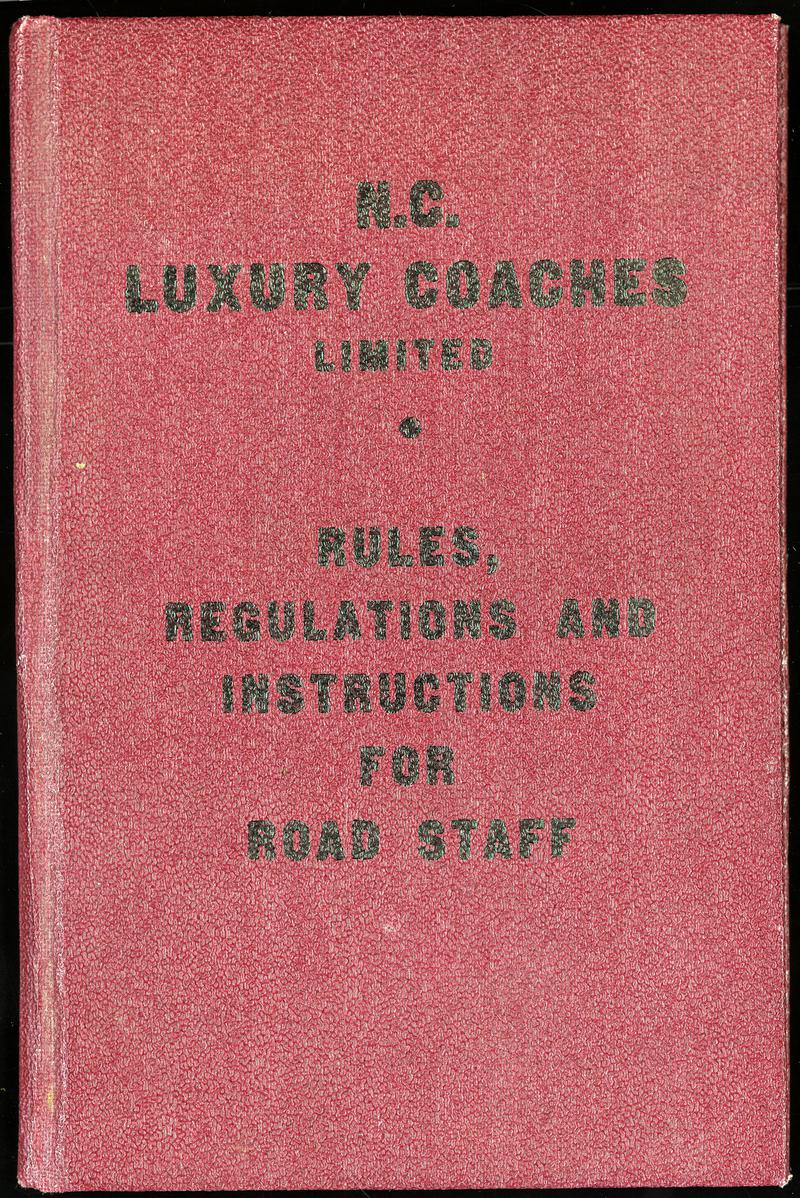 N.C.
LUXURY COACHES
LIMITED
RULES,
REGULATIONS AND
INSTRUCTIONS
FOR
ROAD STAFF